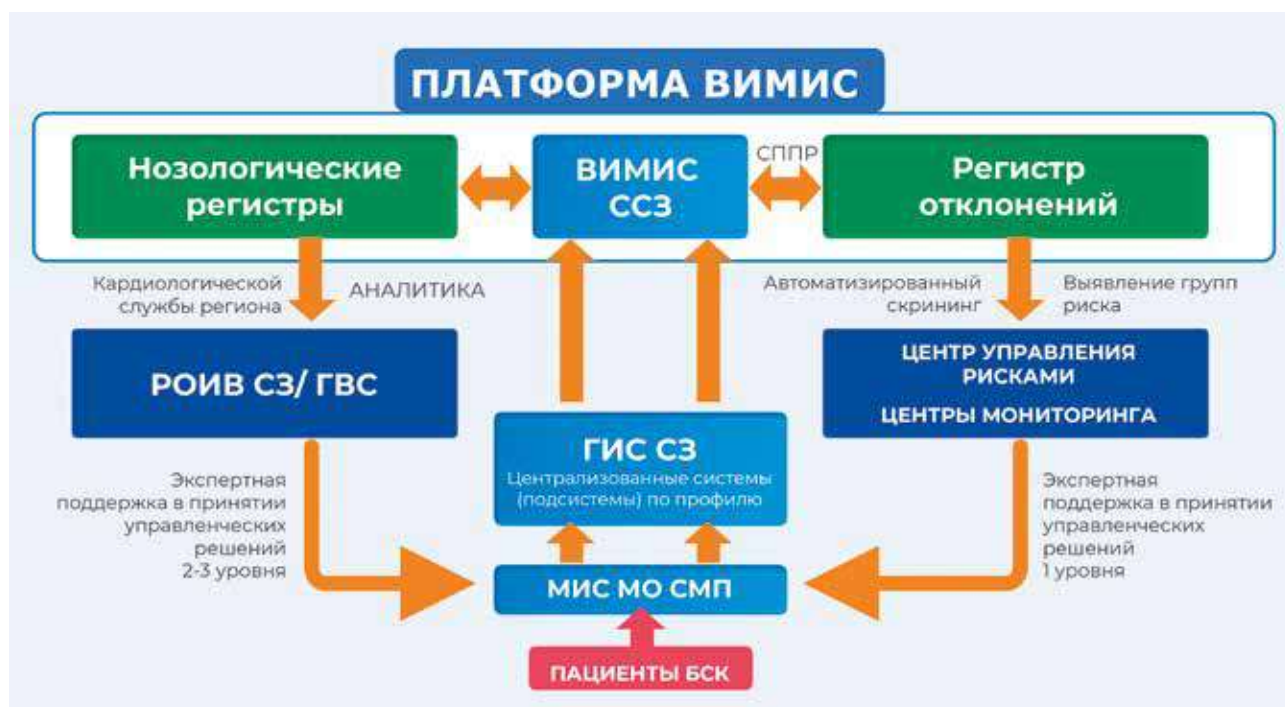 ПЛАТФОРМА ВИМИС
Нозологические
регистры
ВИМИС
ССЗ
СППР
Регистр
отклонений
Кардиологической
службы региона
АНАЛИТИКА
Автоматизированный
скрининг
Выявление групп
риска
РОИВ СЗ/ ГВС
ЦЕНТР УПРАВЛЕНИЯ
РИСКАМИ
ЦЕНТРЫ МОНИТОРИНГА
ГИС СЗ
Централизованные системы
(подсистемы) по профилю
Экспертная
поддержка в принятии
управленческих
решений
2-3 уровня
Экспертная
поддержка в принятии
управленческих
решений
1 уровня
МИС МО СМП
ПАЦИЕНТЫ БСК